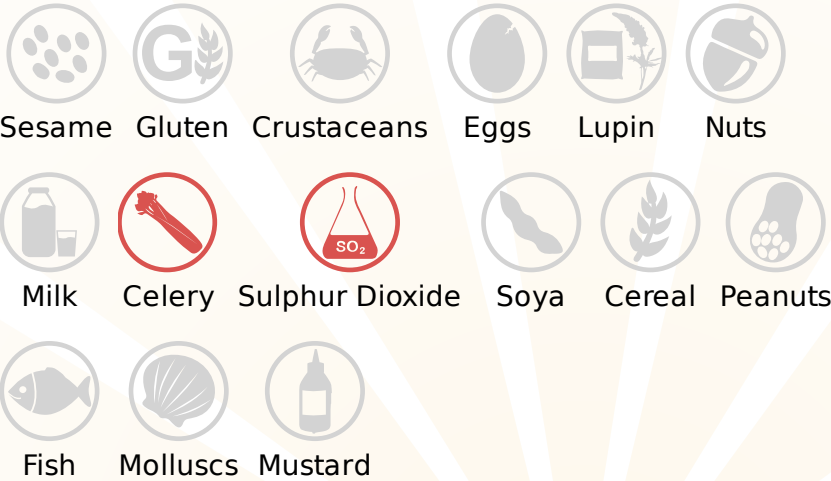 G
Sesame Gluten Crustaceans Eggs Lupin Nuts
SO₂
Milk Celery Sulphur Dioxide Soya Cereal Peanuts
Fish Molluscs Mustard